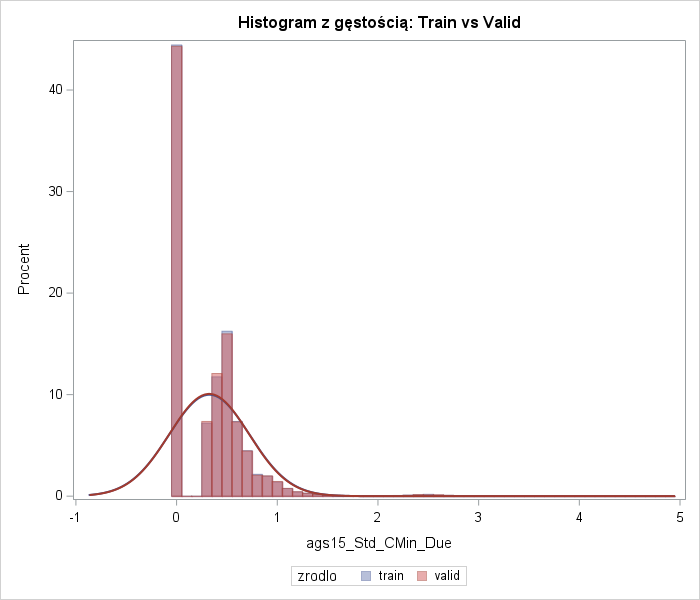 Histogram z gęstością: Train vs Valid
Procent
40
30
20
10
0
-1 0 1 2 3 4 5
ags15_Std_CMin_Due
zrodlo train valid